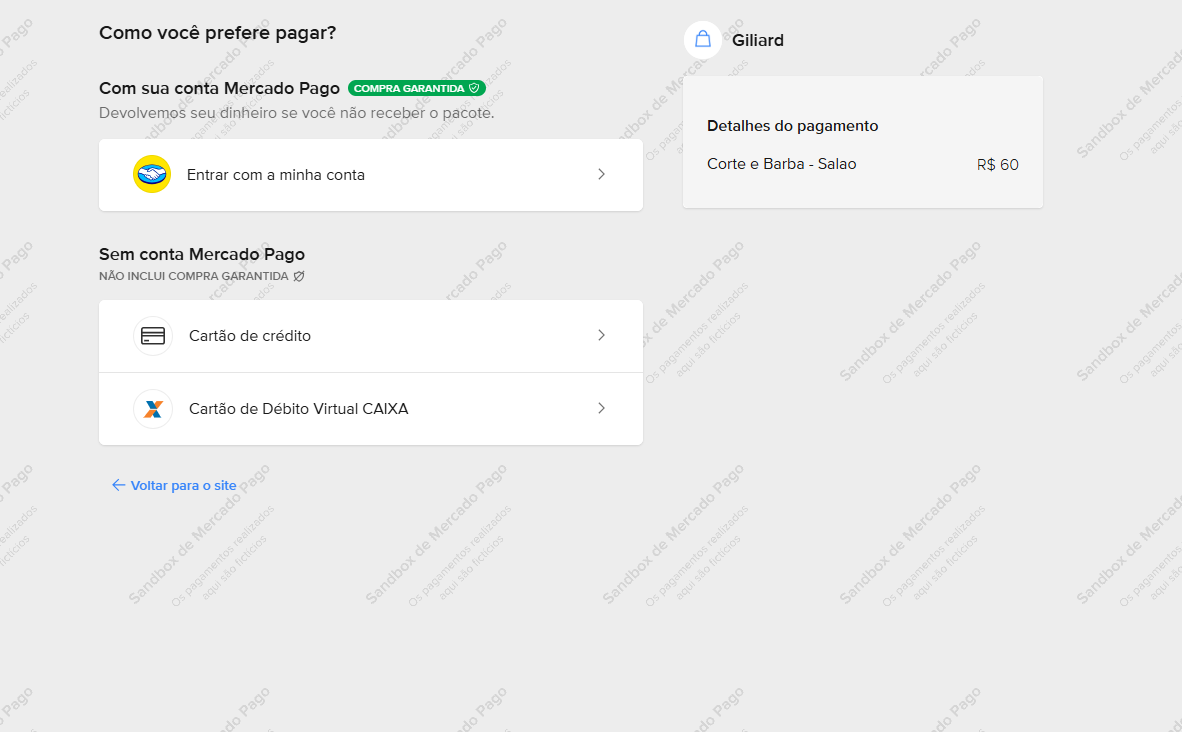 Como você prefere pagar?
Giliard
Com sua conta Mercado Pago COMPRA GARANTIDA
Devolvemos seu dinheiro se você não receber o pacote.
Entrar com a minha conta
Detalhes do pagamento
Corte e Barba - Salao R$ 60
Sem conta Mercado Pago
NÃO INCLUI COMPRA GARANTIDA
Cartão de crédito
Cartão de Débito Virtual CAIXA
Voltar para o site
Sandbox de Mercado Pago
Os pagamentos realizados
aqui são fictícios